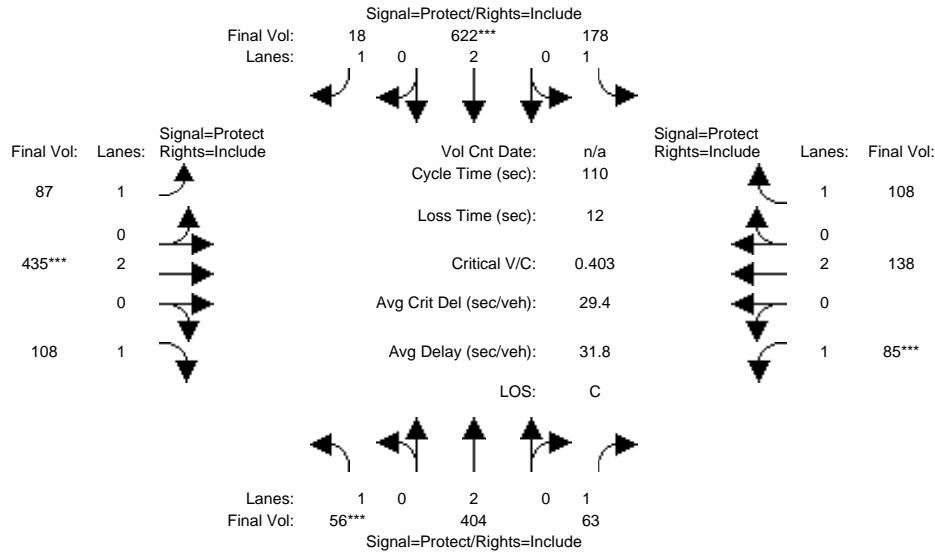 Signal=Protect/Rights=Include
Final Vol: 18 622*** 178
Lanes: 1 0 2 0 1
Signal=Protect Signal=Protect
Final Vol: Lanes: Rights=Include Vol Cnt Date: n/a Rights=Include Lanes: Final Vol:
Cycle Time (sec): 110
87 1 1 108
Loss Time (sec): 12
0 0
435*** 2 Critical V/C: 0.403 2 138
0 Avg Crit Del (sec/veh): 29.4 0
108 1 Avg Delay (sec/veh): 31.8 1 85***
LOS: C
Lanes: 1 0 2 0 1
Final Vol: 56*** 404 63
Signal=Protect/Rights=Include